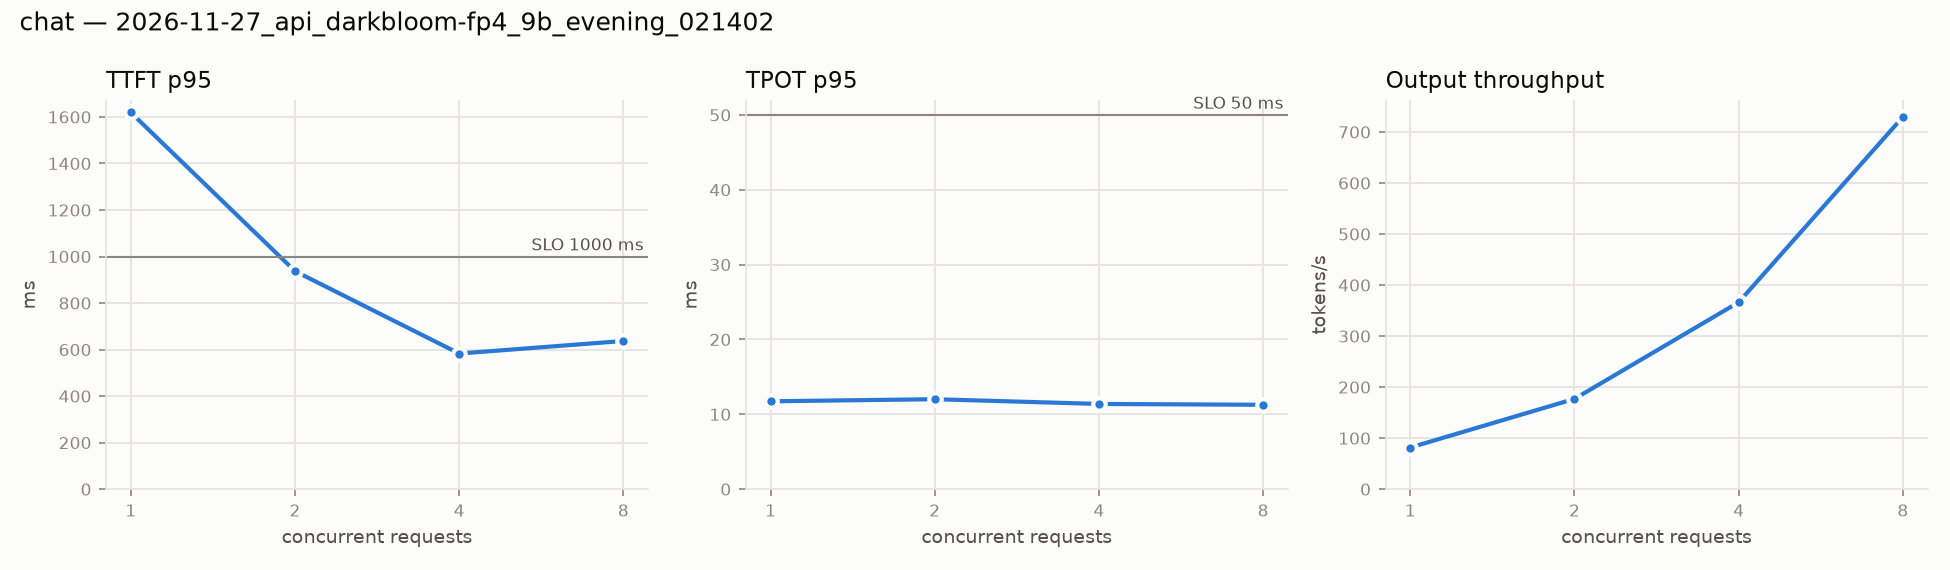 chat — 2026-11-27_api_darkbloom-fp4_9b_evening_021402
TTFT p95
1600
1400
1200
1000
800
600
400
200
0
ms
SLO 1000 ms
1 2 4 8
concurrent requests
TPOT p95
50
40
30
20
10
0
ms
SLO 50 ms
1 2 4 8
concurrent requests
Output throughput
700
600
500
400
300
200
100
0
tokens/s
1 2 4 8
concurrent requests